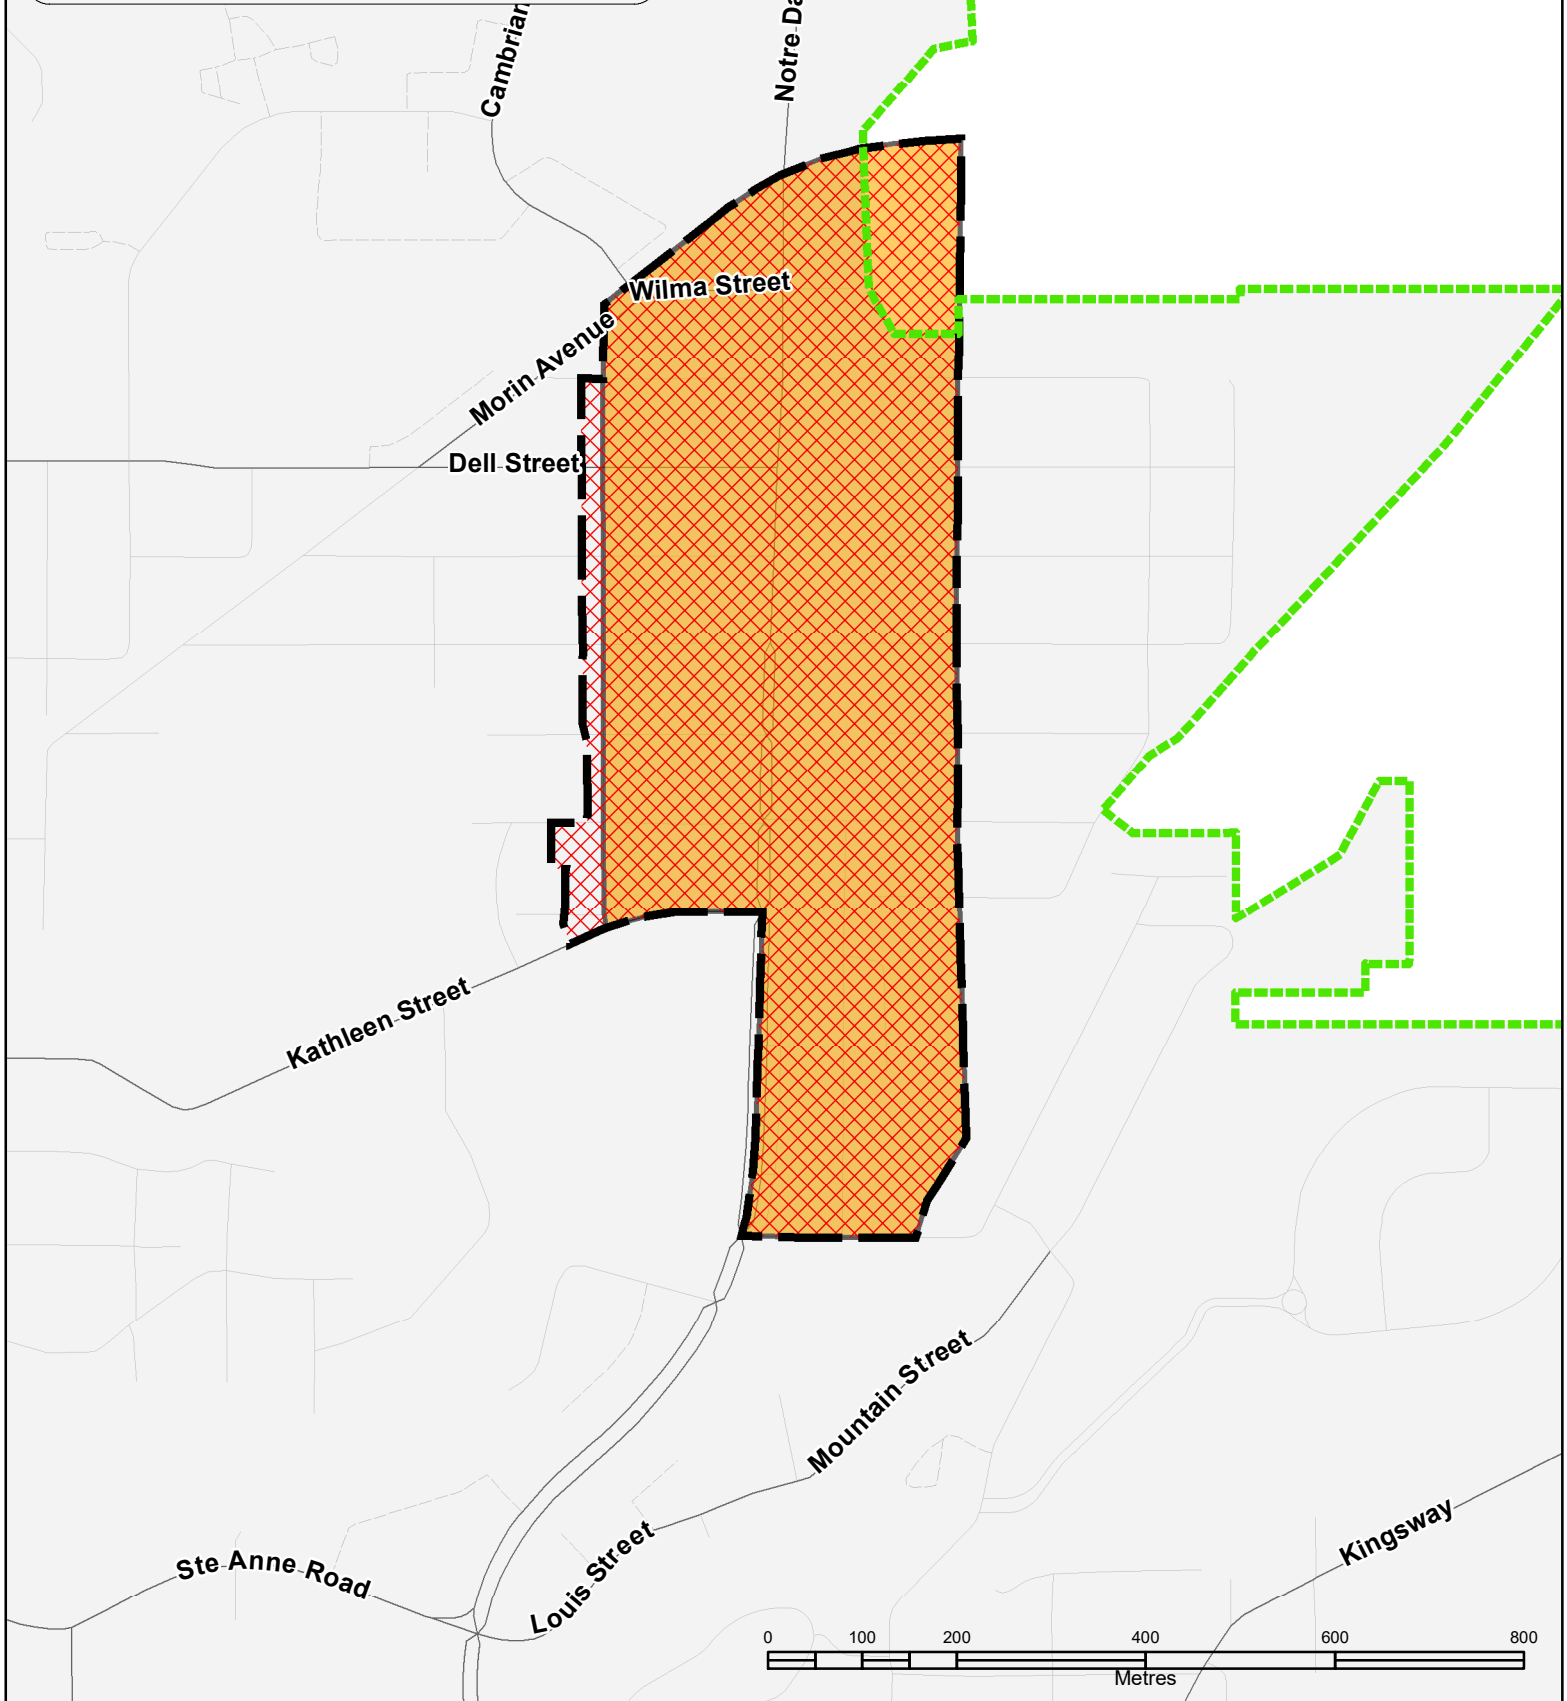 Cambrian
Notre Da
Wilma Street
Morin Avenue
Dell Street
Kathleen Street
Mountain Street
Kingsway
Louis Street
Ste Anne Road
0 100 200 400 600 800
Metres